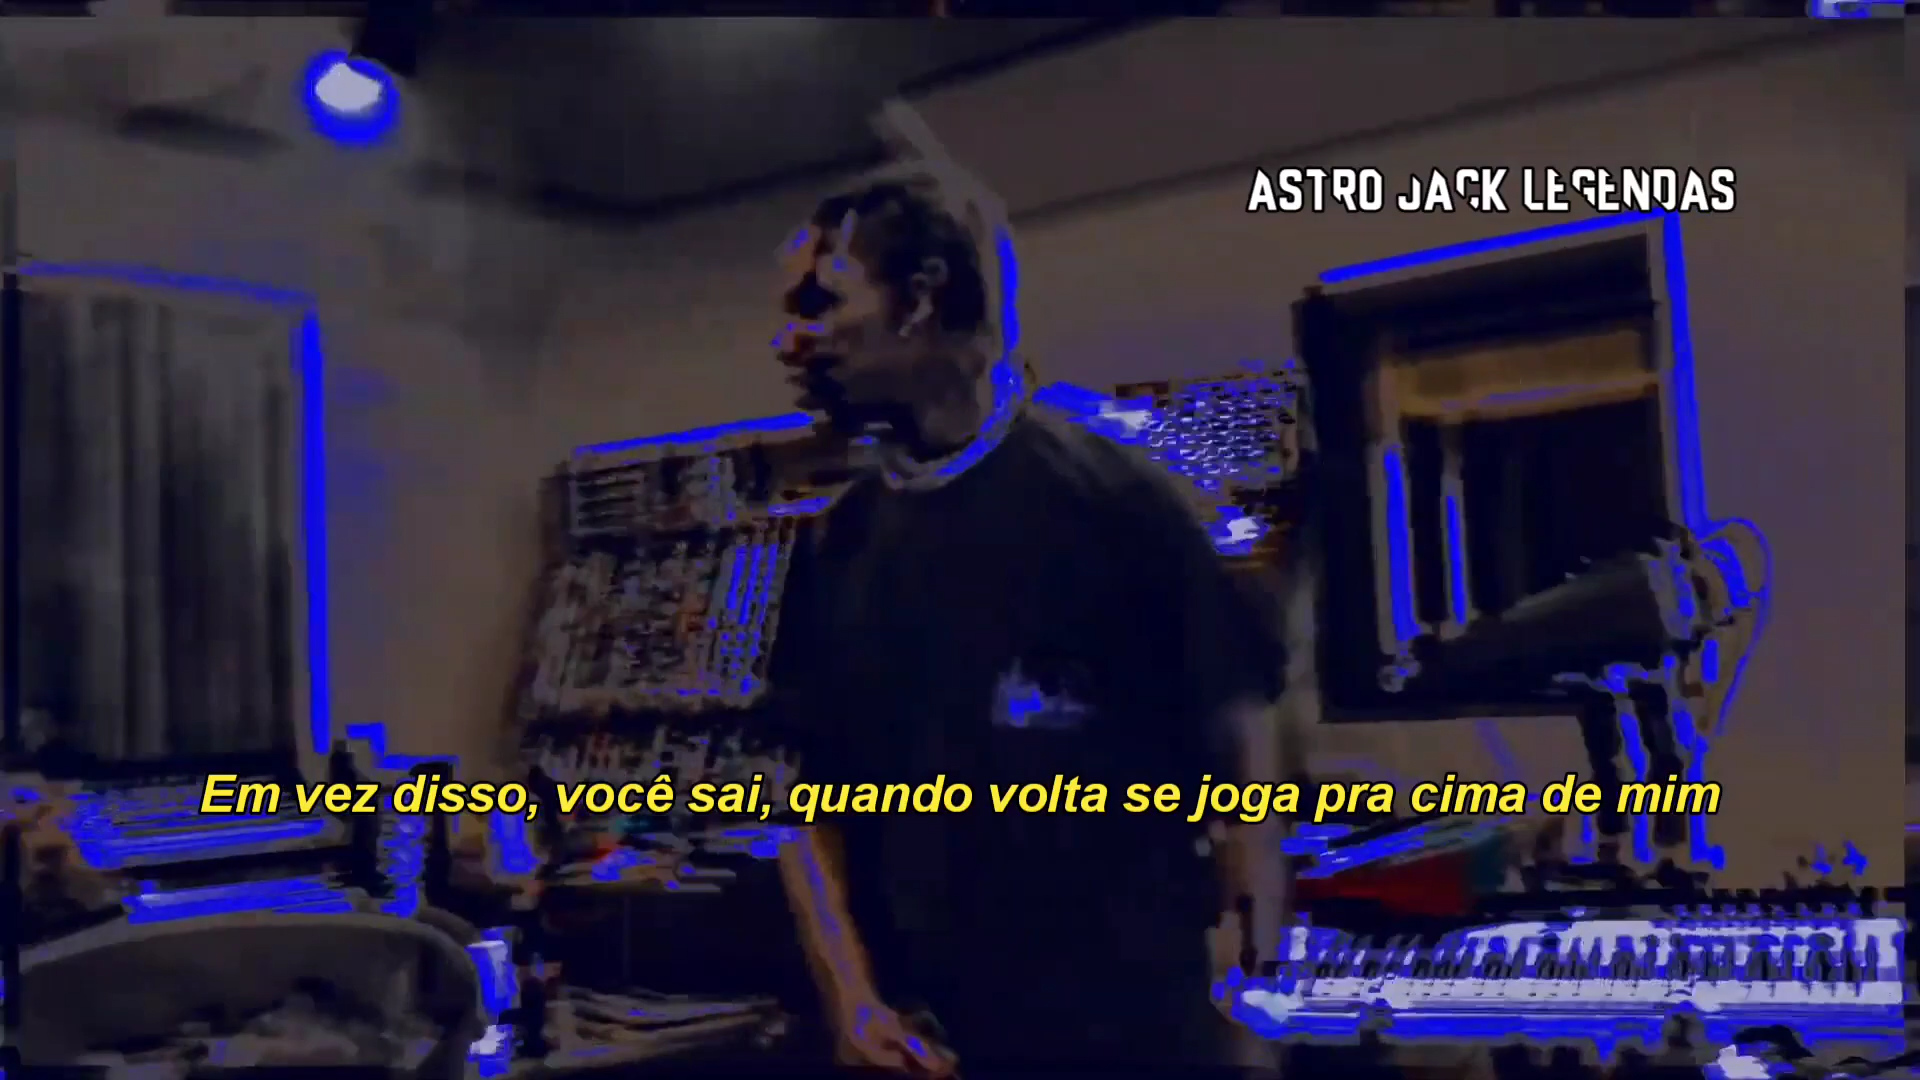 ASTRO JACK LEGENDAS
Em vez disso, você sai, quando volta se joga pra cima de mim